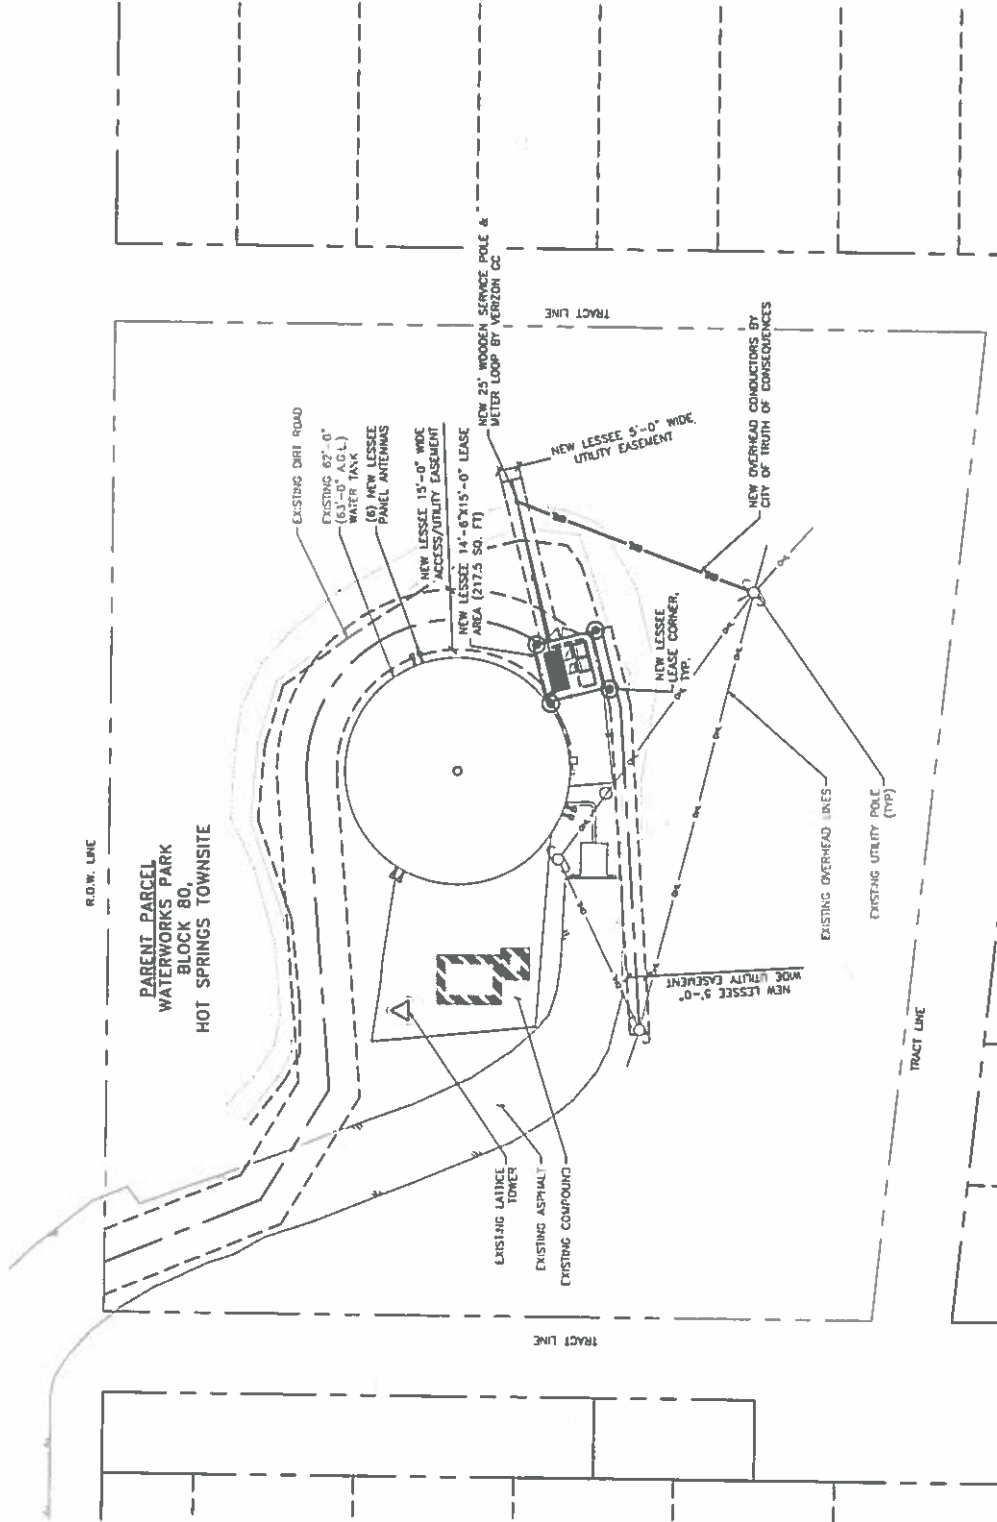 R.O.W. LINE
PARENT PARCEL
WATERWORKS PARK
BLOCK 80,
HOT SPRINGS TOWNSITE
EXISTING DIRT ROAD
EXISTING 62'-0"
(63'-0" A.G.L.)
WATER TANK
(6) NEW LESSEE
PANEL ANTENNAS
NEW LESSEE 15'-0" WIDE
ACCESS/UTILITY EASEMENT
NEW LESSEE 14'-6"X15'-0" LEASE
AREA (217.5 SQ. FT)
NEW 25' WOODEN SERVICE POLE &
METER LOOP BY VERIZON GC
TRACT LINE
NEW LESSEE 5'-0" WIDE
UTILITY EASEMENT
NEW OVERHEAD CONDUCTORS BY
CITY OF TRUTH OF CONSEQUENCES
NEW LESSEE
LEASE CORNER,
TYP.
EXISTING OVERHEAD LINES
EXISTING UTILITY POLE
(TYP)
NEW LESSEE 5'-0"
WIDE UTILITY EASEMENT
TRACT LINE
EXISTING LATTICE
TOWER
EXISTING ASPHALT
EXISTING COMPOUND
TRACT LINE